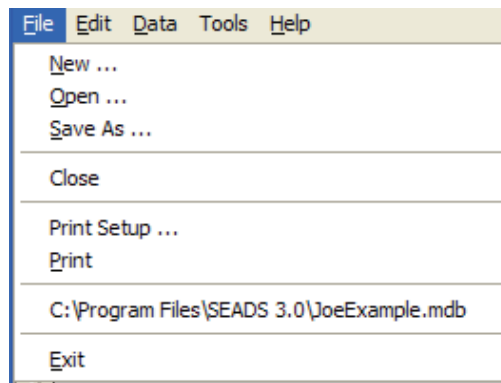 File Edit Data Tools Help
New ...
Open ...
Save As ...
Close
Print Setup ...
Print
C:\Program Files\SEADS 3.0\JoeExample.mdb
Exit